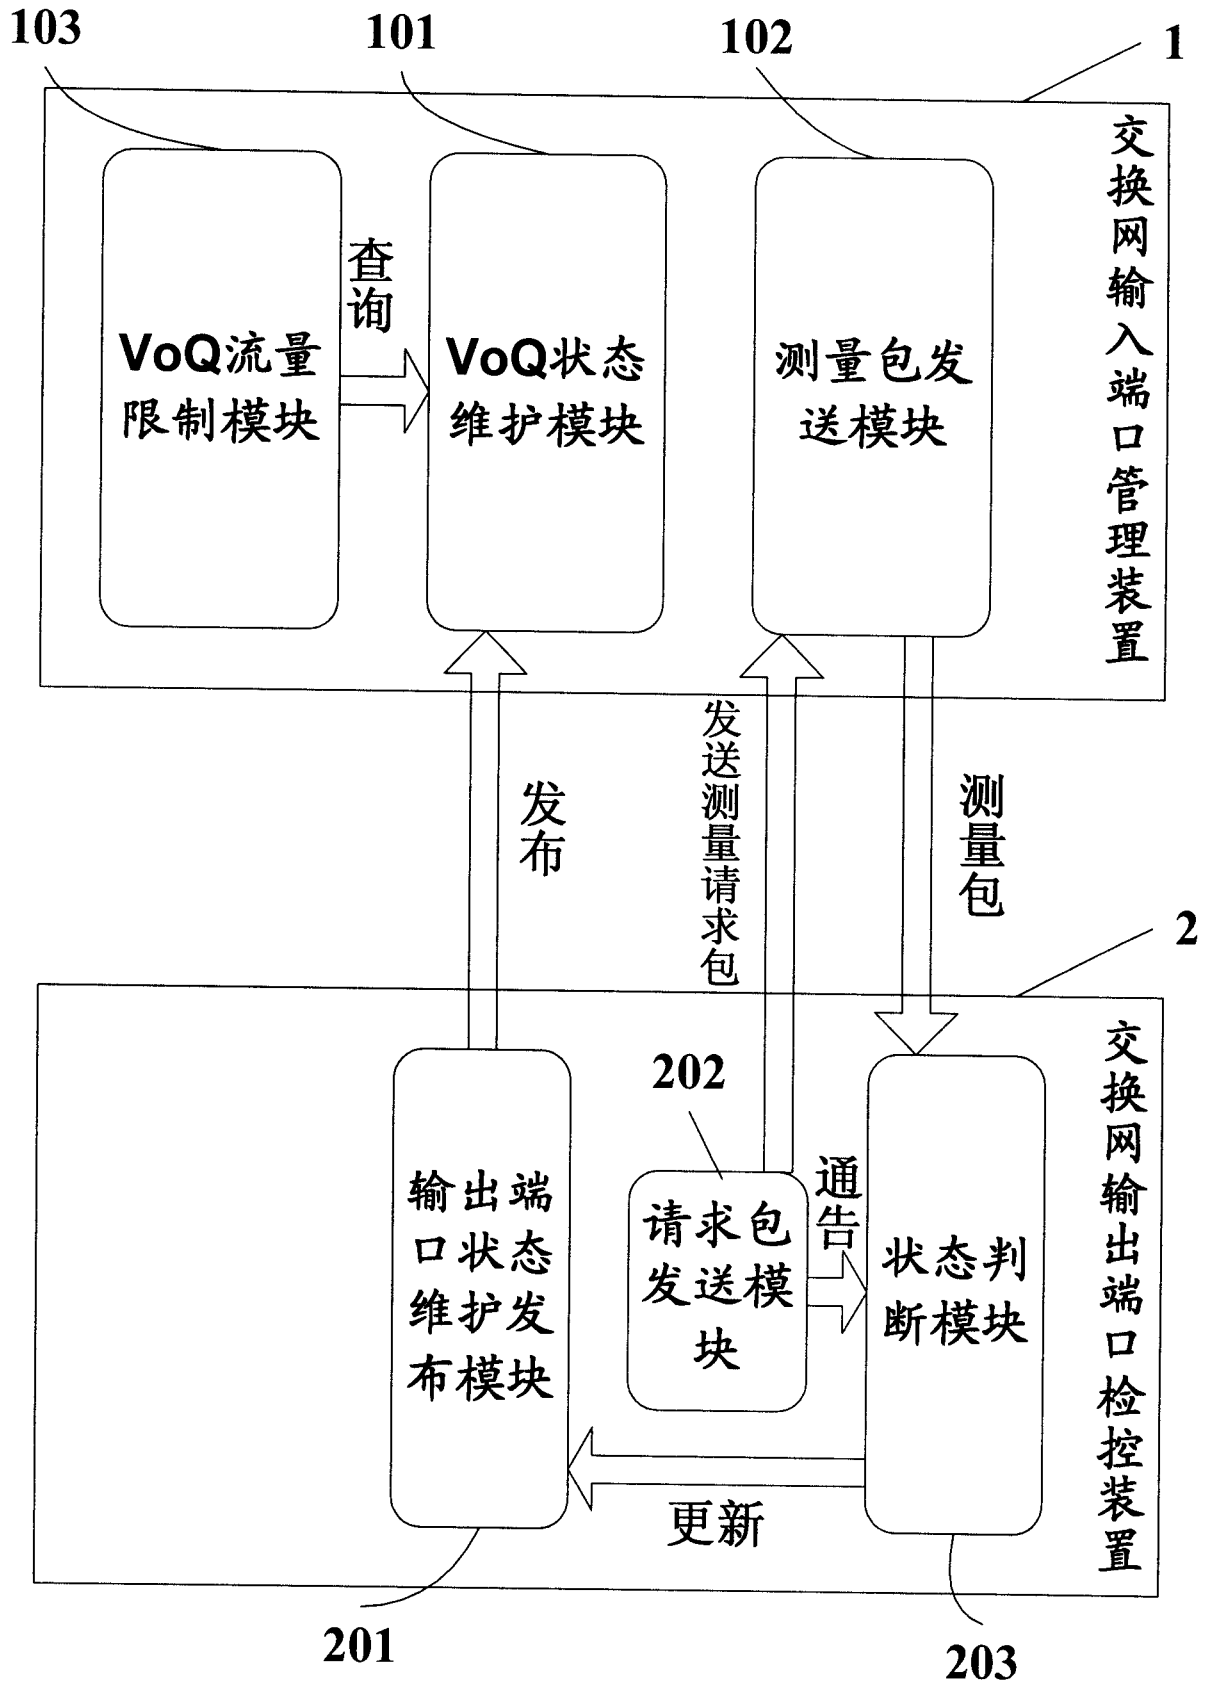 103
101
102
1
交换网输入端口管理装置
查询
VoQ流量
限制模块
VoQ状态
维护模块
测量包发
送模块
发布
发送测量请求包
测量包
2
交换网输出端口检控装置
202
通告
输出端
口状态
维护发
布模块
请求包
发送模
块
状态判
断模块
更新
201
203